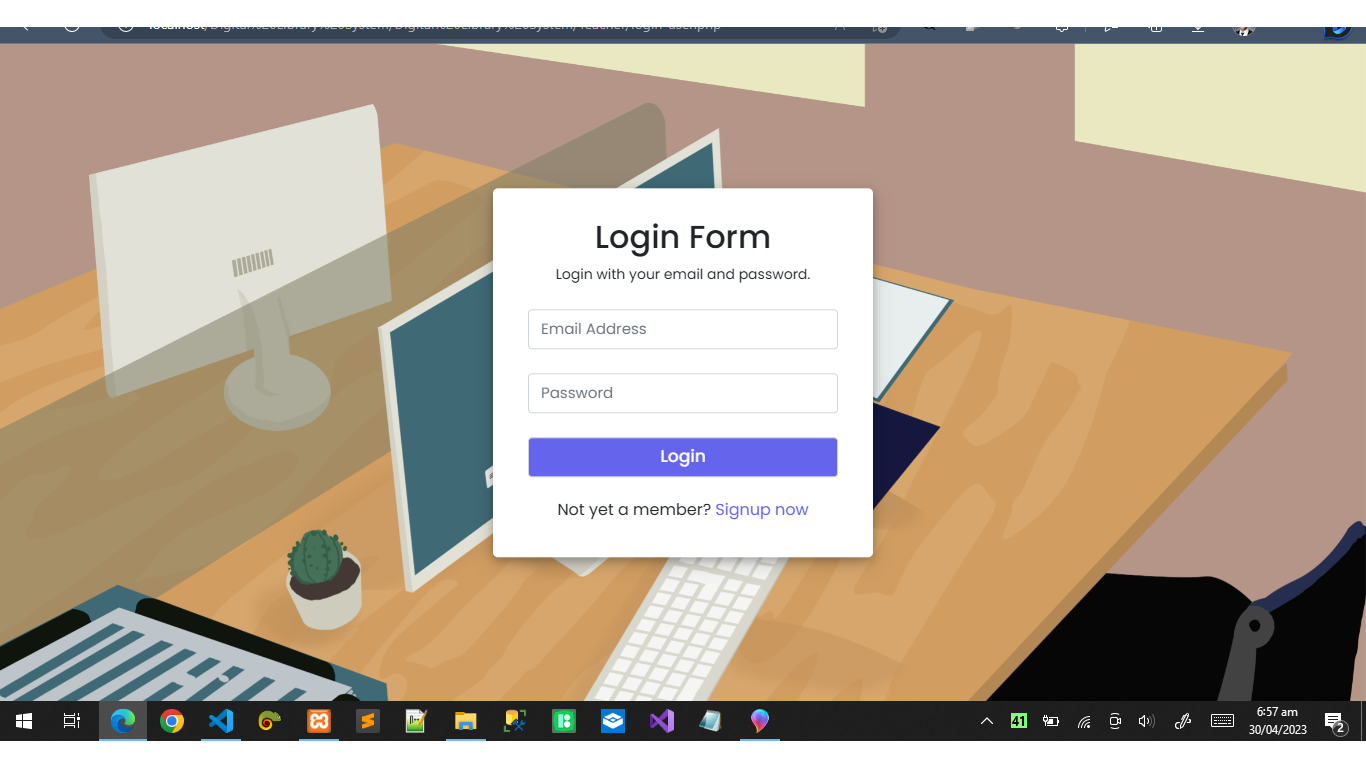 Login Form
Login with your email and password.
Email Address
Password
Login
Not yet a member? Signup now
41
6:57 am
30/04/2023
2